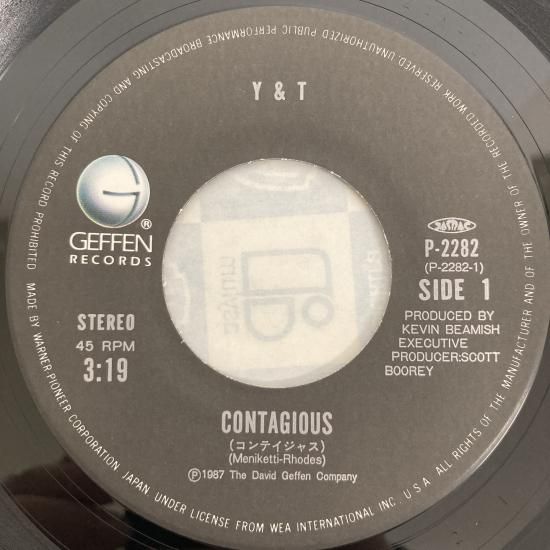 Y & T
GEFFEN
RECORDS
®
STEREO
45 RPM
3:19
JASRAC
P-2282
(P-2282-1)
SIDE 1
PRODUCED BY
KEVIN BEAMISH
EXECUTIVE
PRODUCER:SCOTT
BOOREY
CONTAGIOUS
(コンテイジャス)
(Meniketti-Rhodes)
Ⓟ1987 The David Geffen Company
MADE BY WARNER-PIONEER CORPORATION JAPAN. UNDER LICENSE FROM WEA INTERNATIONAL INC. U.S.A. ALL RIGHTS OF THE MANUFACTURER AND OF THE OWNER OF THE RECORDED WORK RESERVED UNAUTHORIZED PUBLIC PERFORMANCE BROADCASTING AND COPYING OF THIS RECORD PROHIBITED